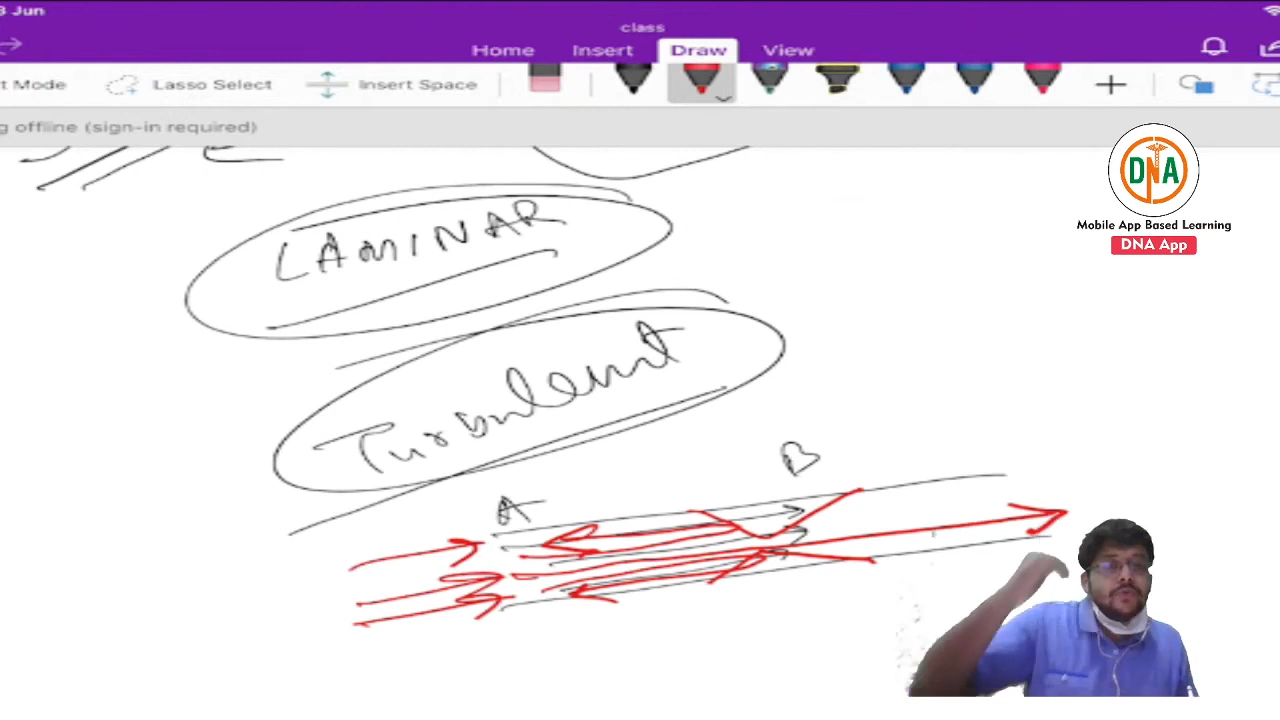 3 Jun
class
Home Insert Draw View
t Mode Lasso Select Insert Space
g offline (sign-in required)
DNA
Mobile App Based Learning
DNA App
LAMINAR
Turbulent
A
B